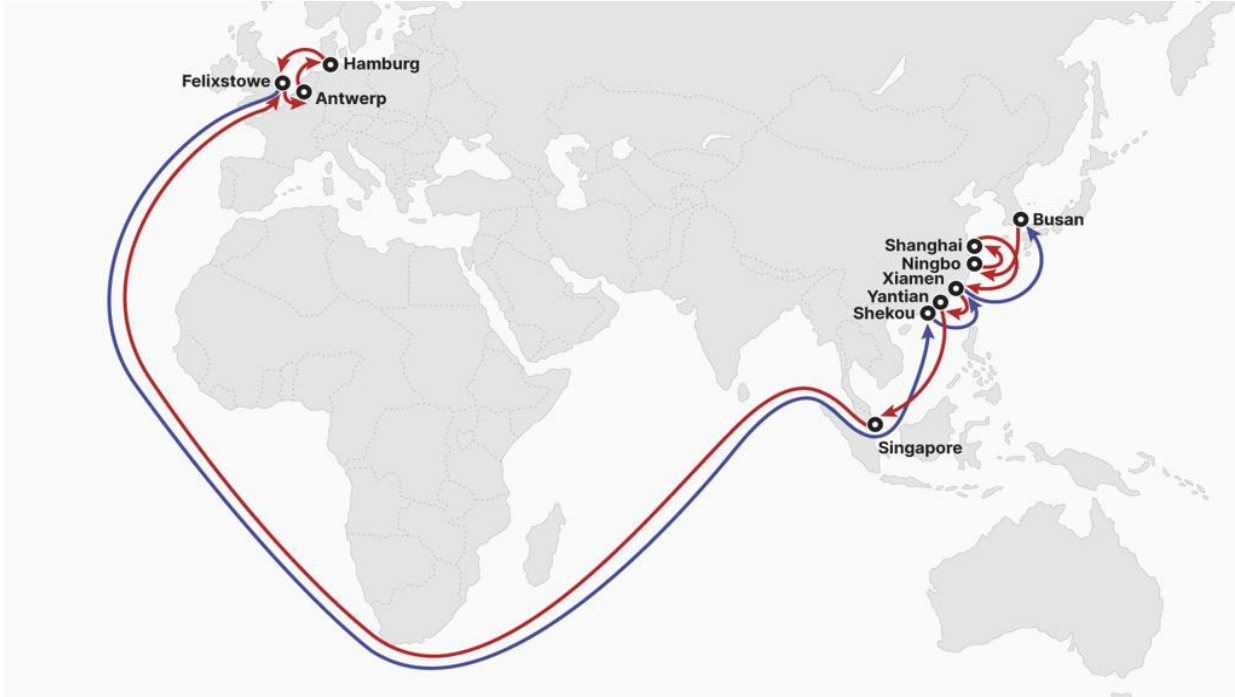 Hamburg
Felixstowe
Antwerp
Busan
Shanghai
Ningbo
Xiamen
Yantian
Shekou
Singapore